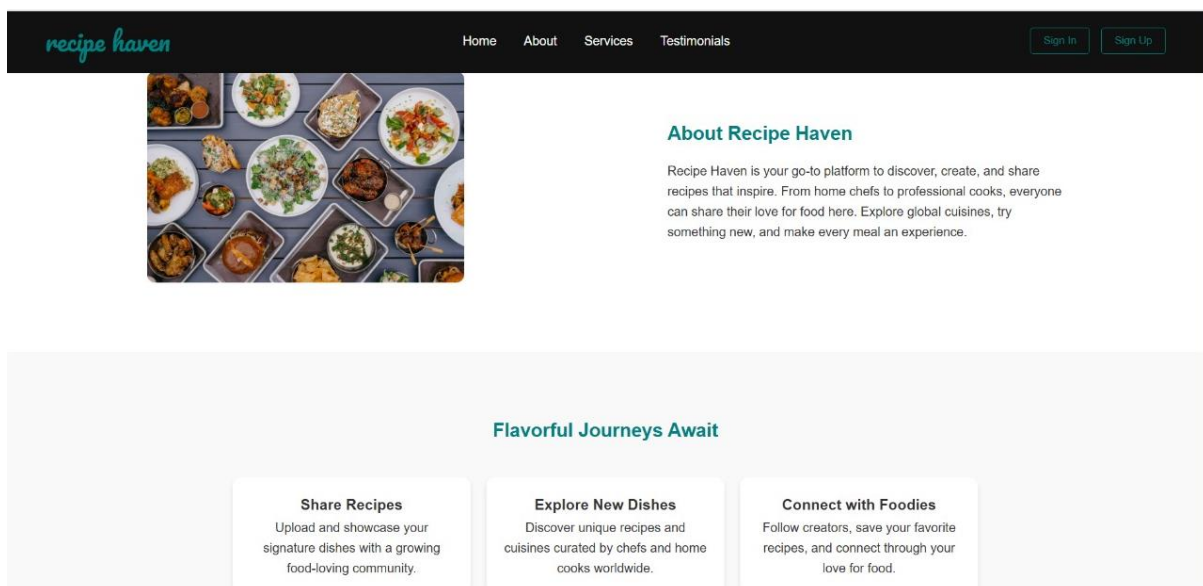 recipe haven
Home About Services Testimonials
Sign In Sign Up
About Recipe Haven
Recipe Haven is your go-to platform to discover, create, and share
recipes that inspire. From home chefs to professional cooks, everyone
can share their love for food here. Explore global cuisines, try
something new, and make every meal an experience.
Flavorful Journeys Await
Share Recipes
Upload and showcase your
signature dishes with a growing
food-loving community.
Explore New Dishes
Discover unique recipes and
cuisines curated by chefs and home
cooks worldwide.
Connect with Foodies
Follow creators, save your favorite
recipes, and connect through your
love for food.